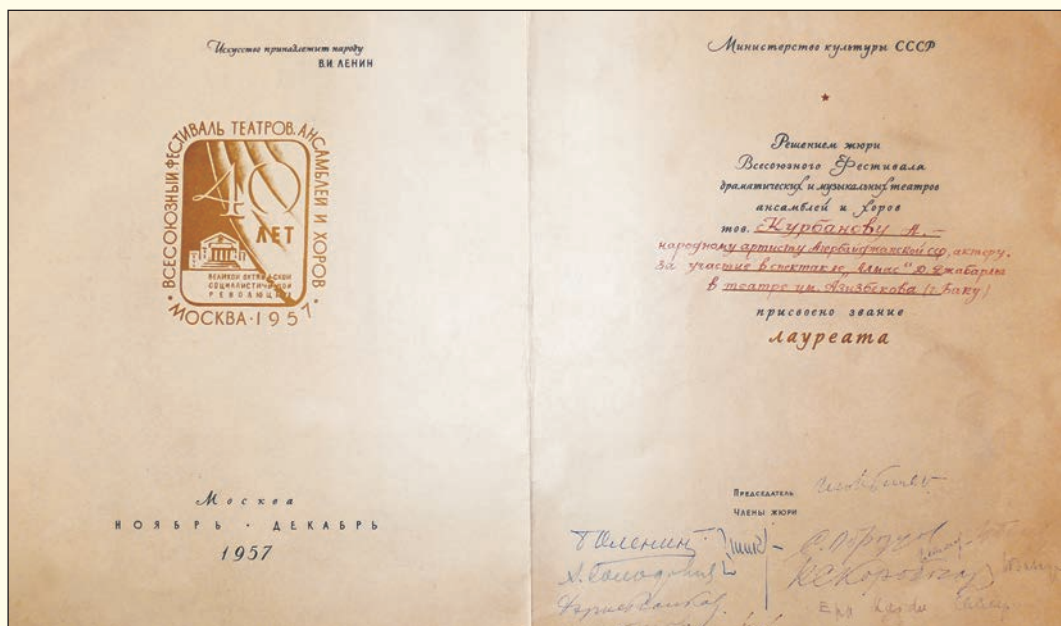 Искусство принадлежит народу
В.И. ЛЕНИН
ВСЕСОЮЗНЫЙ ФЕСТИВАЛЬ ТЕАТРОВ, АНСАМБЛЕЙ И ХОРОВ
40
ЛЕТ
ВЕЛИКОЙ ОКТЯБРЬСКОЙ
СОЦИАЛИСТИЧЕСКОЙ
РЕВОЛЮЦИИ
МОСКВА · 1957
Москва
НОЯБРЬ · ДЕКАБРЬ
1957
Министерство культуры СССР
Решением жюри
Всесоюзного Фестиваля
драматических и музыкальных театров
ансамблей и хоров
тов. Курбанову А. –
народному артисту Азербайджанской ССР, актеру.
За участие в спектакле „Алмас" Д. Джабарлы
в театре им. Азизбекова (г. Баку)
присвоено звание
лауреата
ПРЕДСЕДАТЕЛЬ
ЧЛЕНЫ ЖЮРИ